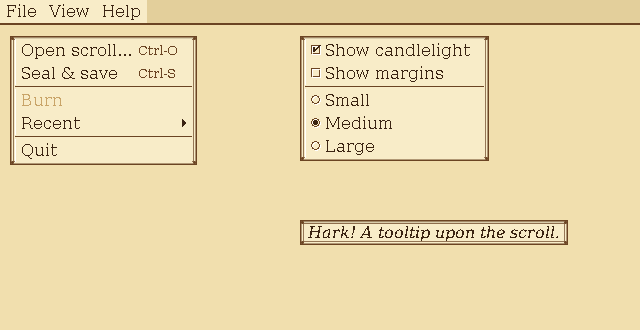 File View Help
Open scroll... Ctrl-O
Seal & save Ctrl-S
Burn
Recent
Quit
Show candlelight
Show margins
Small
Medium
Large
Hark! A tooltip upon the scroll.